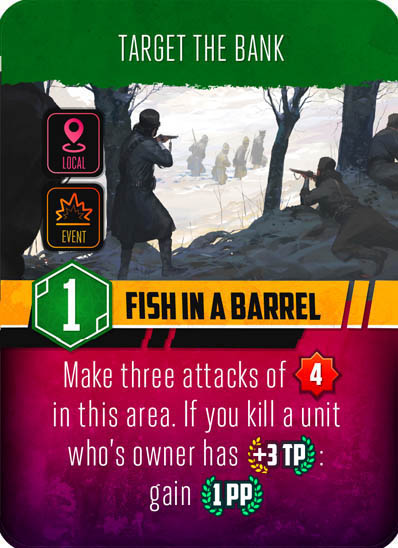 TARGET THE BANK
LOCAL
EVENT
1 FISH IN A BARREL
Make three attacks of 4
in this area. If you kill a unit
who's owner has +3 TP :
gain 1 PP